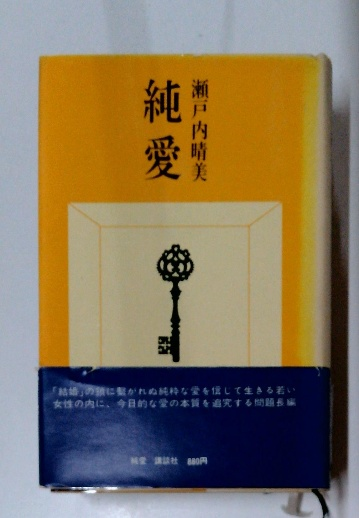 純愛
瀬戸内晴美
「結婚」の鎖に繋がれぬ純粋な愛を信じて生きる若い
女性の内に、今日的な愛の本質を追究する問題長編
純愛 講談社 880円